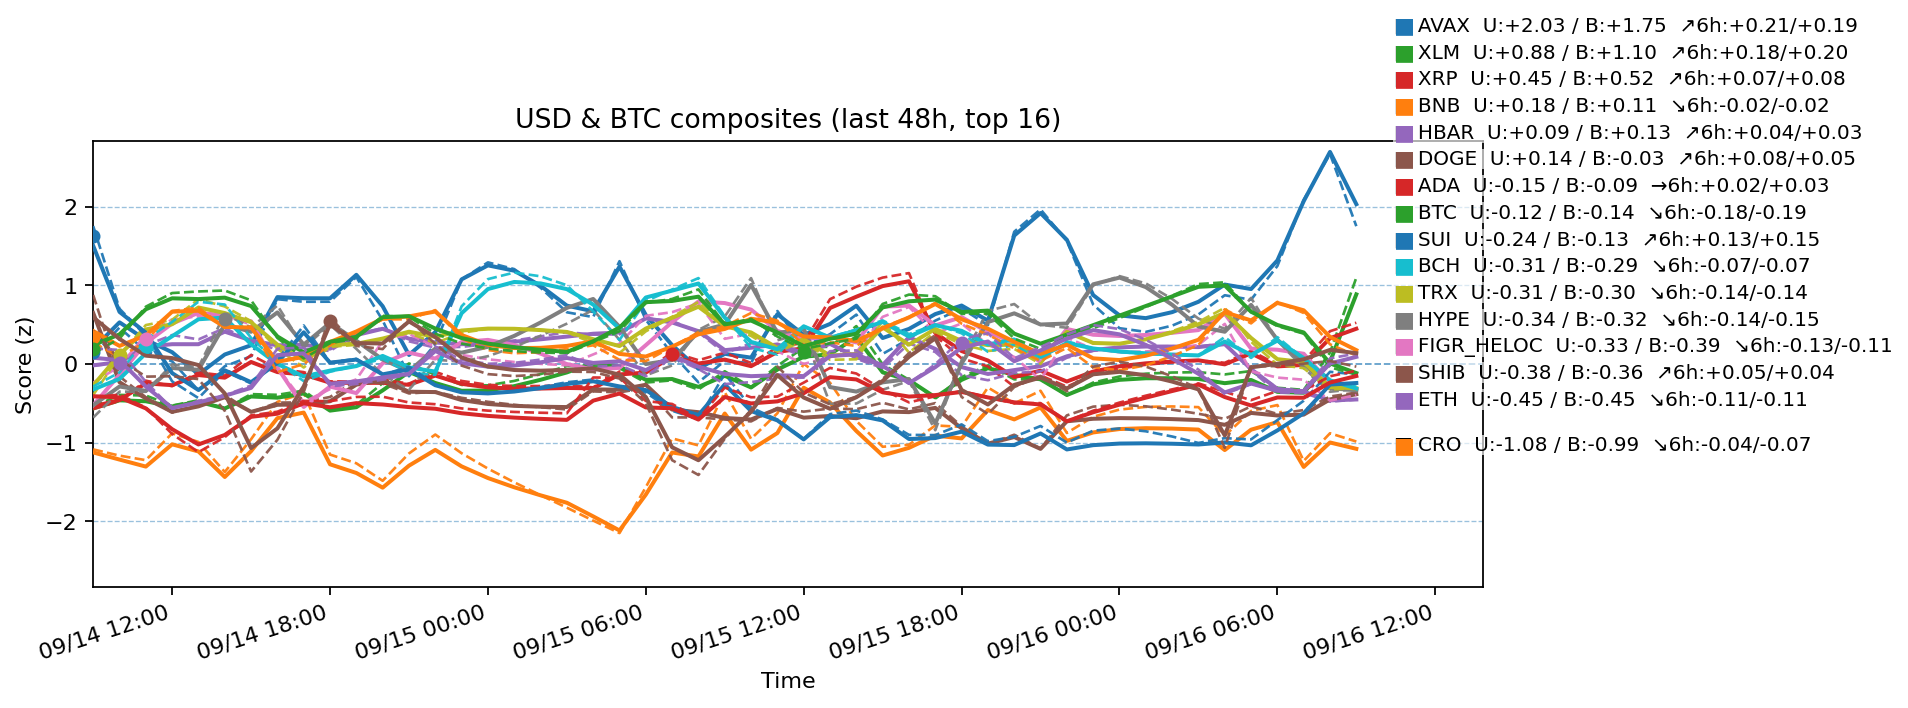 USD & BTC composites (last 48h, top 16)
AVAX U:+2.03 / B:+1.75 ↗6h:+0.21/+0.19
XLM U:+0.88 / B:+1.10 ↗6h:+0.18/+0.20
XRP U:+0.45 / B:+0.52 ↗6h:+0.07/+0.08
BNB U:+0.18 / B:+0.11 ↘6h:-0.02/-0.02
HBAR U:+0.09 / B:+0.13 ↗6h:+0.04/+0.03
DOGE U:+0.14 / B:-0.03 ↗6h:+0.08/+0.05
ADA U:-0.15 / B:-0.09 →6h:+0.02/+0.03
BTC U:-0.12 / B:-0.14 ↘6h:-0.18/-0.19
SUI U:-0.24 / B:-0.13 ↗6h:+0.13/+0.15
BCH U:-0.31 / B:-0.29 ↘6h:-0.07/-0.07
TRX U:-0.31 / B:-0.30 ↘6h:-0.14/-0.14
HYPE U:-0.34 / B:-0.32 ↘6h:-0.14/-0.15
FIGR_HELOC U:-0.33 / B:-0.39 ↘6h:-0.13/-0.11
SHIB U:-0.38 / B:-0.36 ↗6h:+0.05/+0.04
ETH U:-0.45 / B:-0.45 ↘6h:-0.11/-0.11
CRO U:-1.08 / B:-0.99 ↘6h:-0.04/-0.07
Score (z)
2
1
0
−1
−2
09/14 12:00
09/14 18:00
09/15 00:00
09/15 06:00
09/15 12:00
09/15 18:00
09/16 00:00
09/16 06:00
09/16 12:00
Time